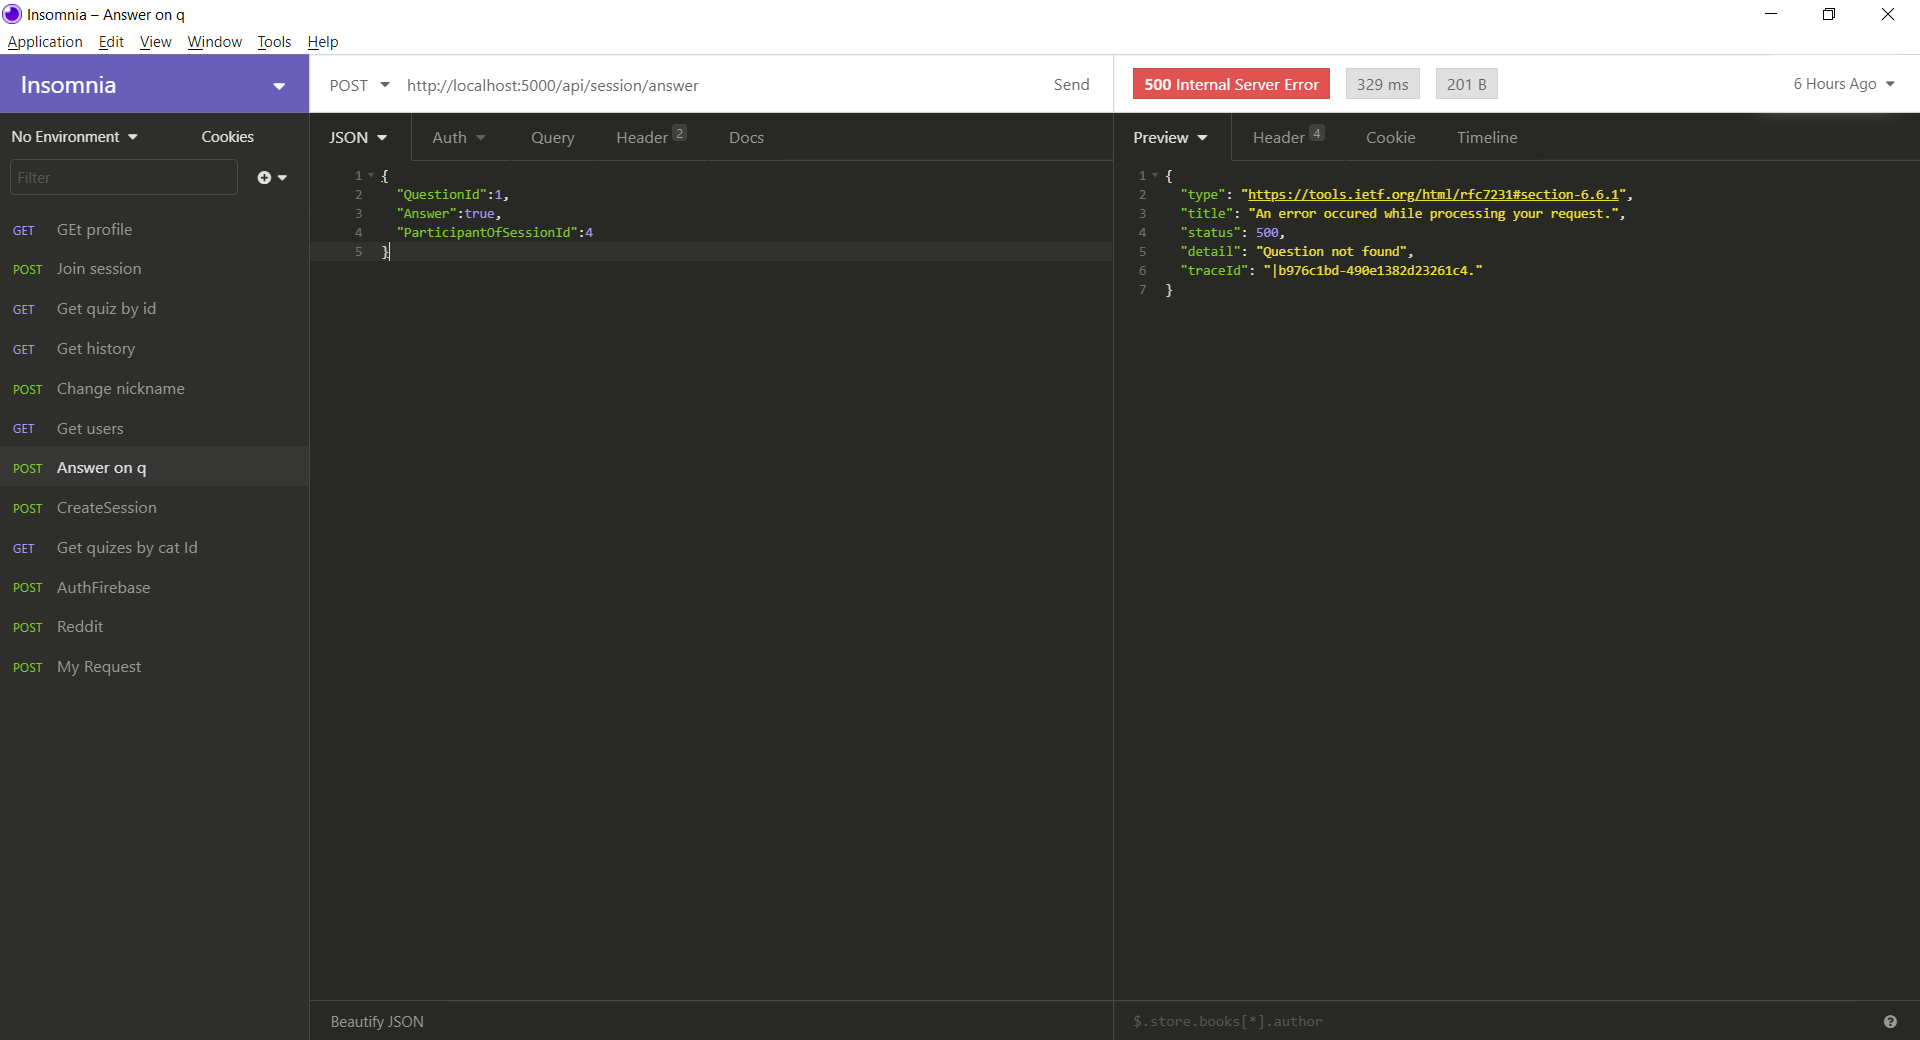 Insomnia – Answer on q
Application Edit View Window Tools Help
Insomnia
POST http://localhost:5000/api/session/answer Send
500 Internal Server Error 329 ms 201 B 6 Hours Ago
No Environment Cookies
Filter
GET GEt profile
POST Join session
GET Get quiz by id
GET Get history
POST Change nickname
GET Get users
POST Answer on q
POST CreateSession
GET Get quizes by cat Id
POST AuthFirebase
POST Reddit
POST My Request
JSON Auth Query Header 2 Docs
1 {
2 "QuestionId":1,
3 "Answer":true,
4 "ParticipantOfSessionId":4
5 }
Beautify JSON
Preview Header 4 Cookie Timeline
1 {
2 "type": "https://tools.ietf.org/html/rfc7231#section-6.6.1",
3 "title": "An error occured while processing your request.",
4 "status": 500,
5 "detail": "Question not found",
6 "traceId": "|b976c1bd-490e1382d23261c4."
7 }
$.store.books[*].author